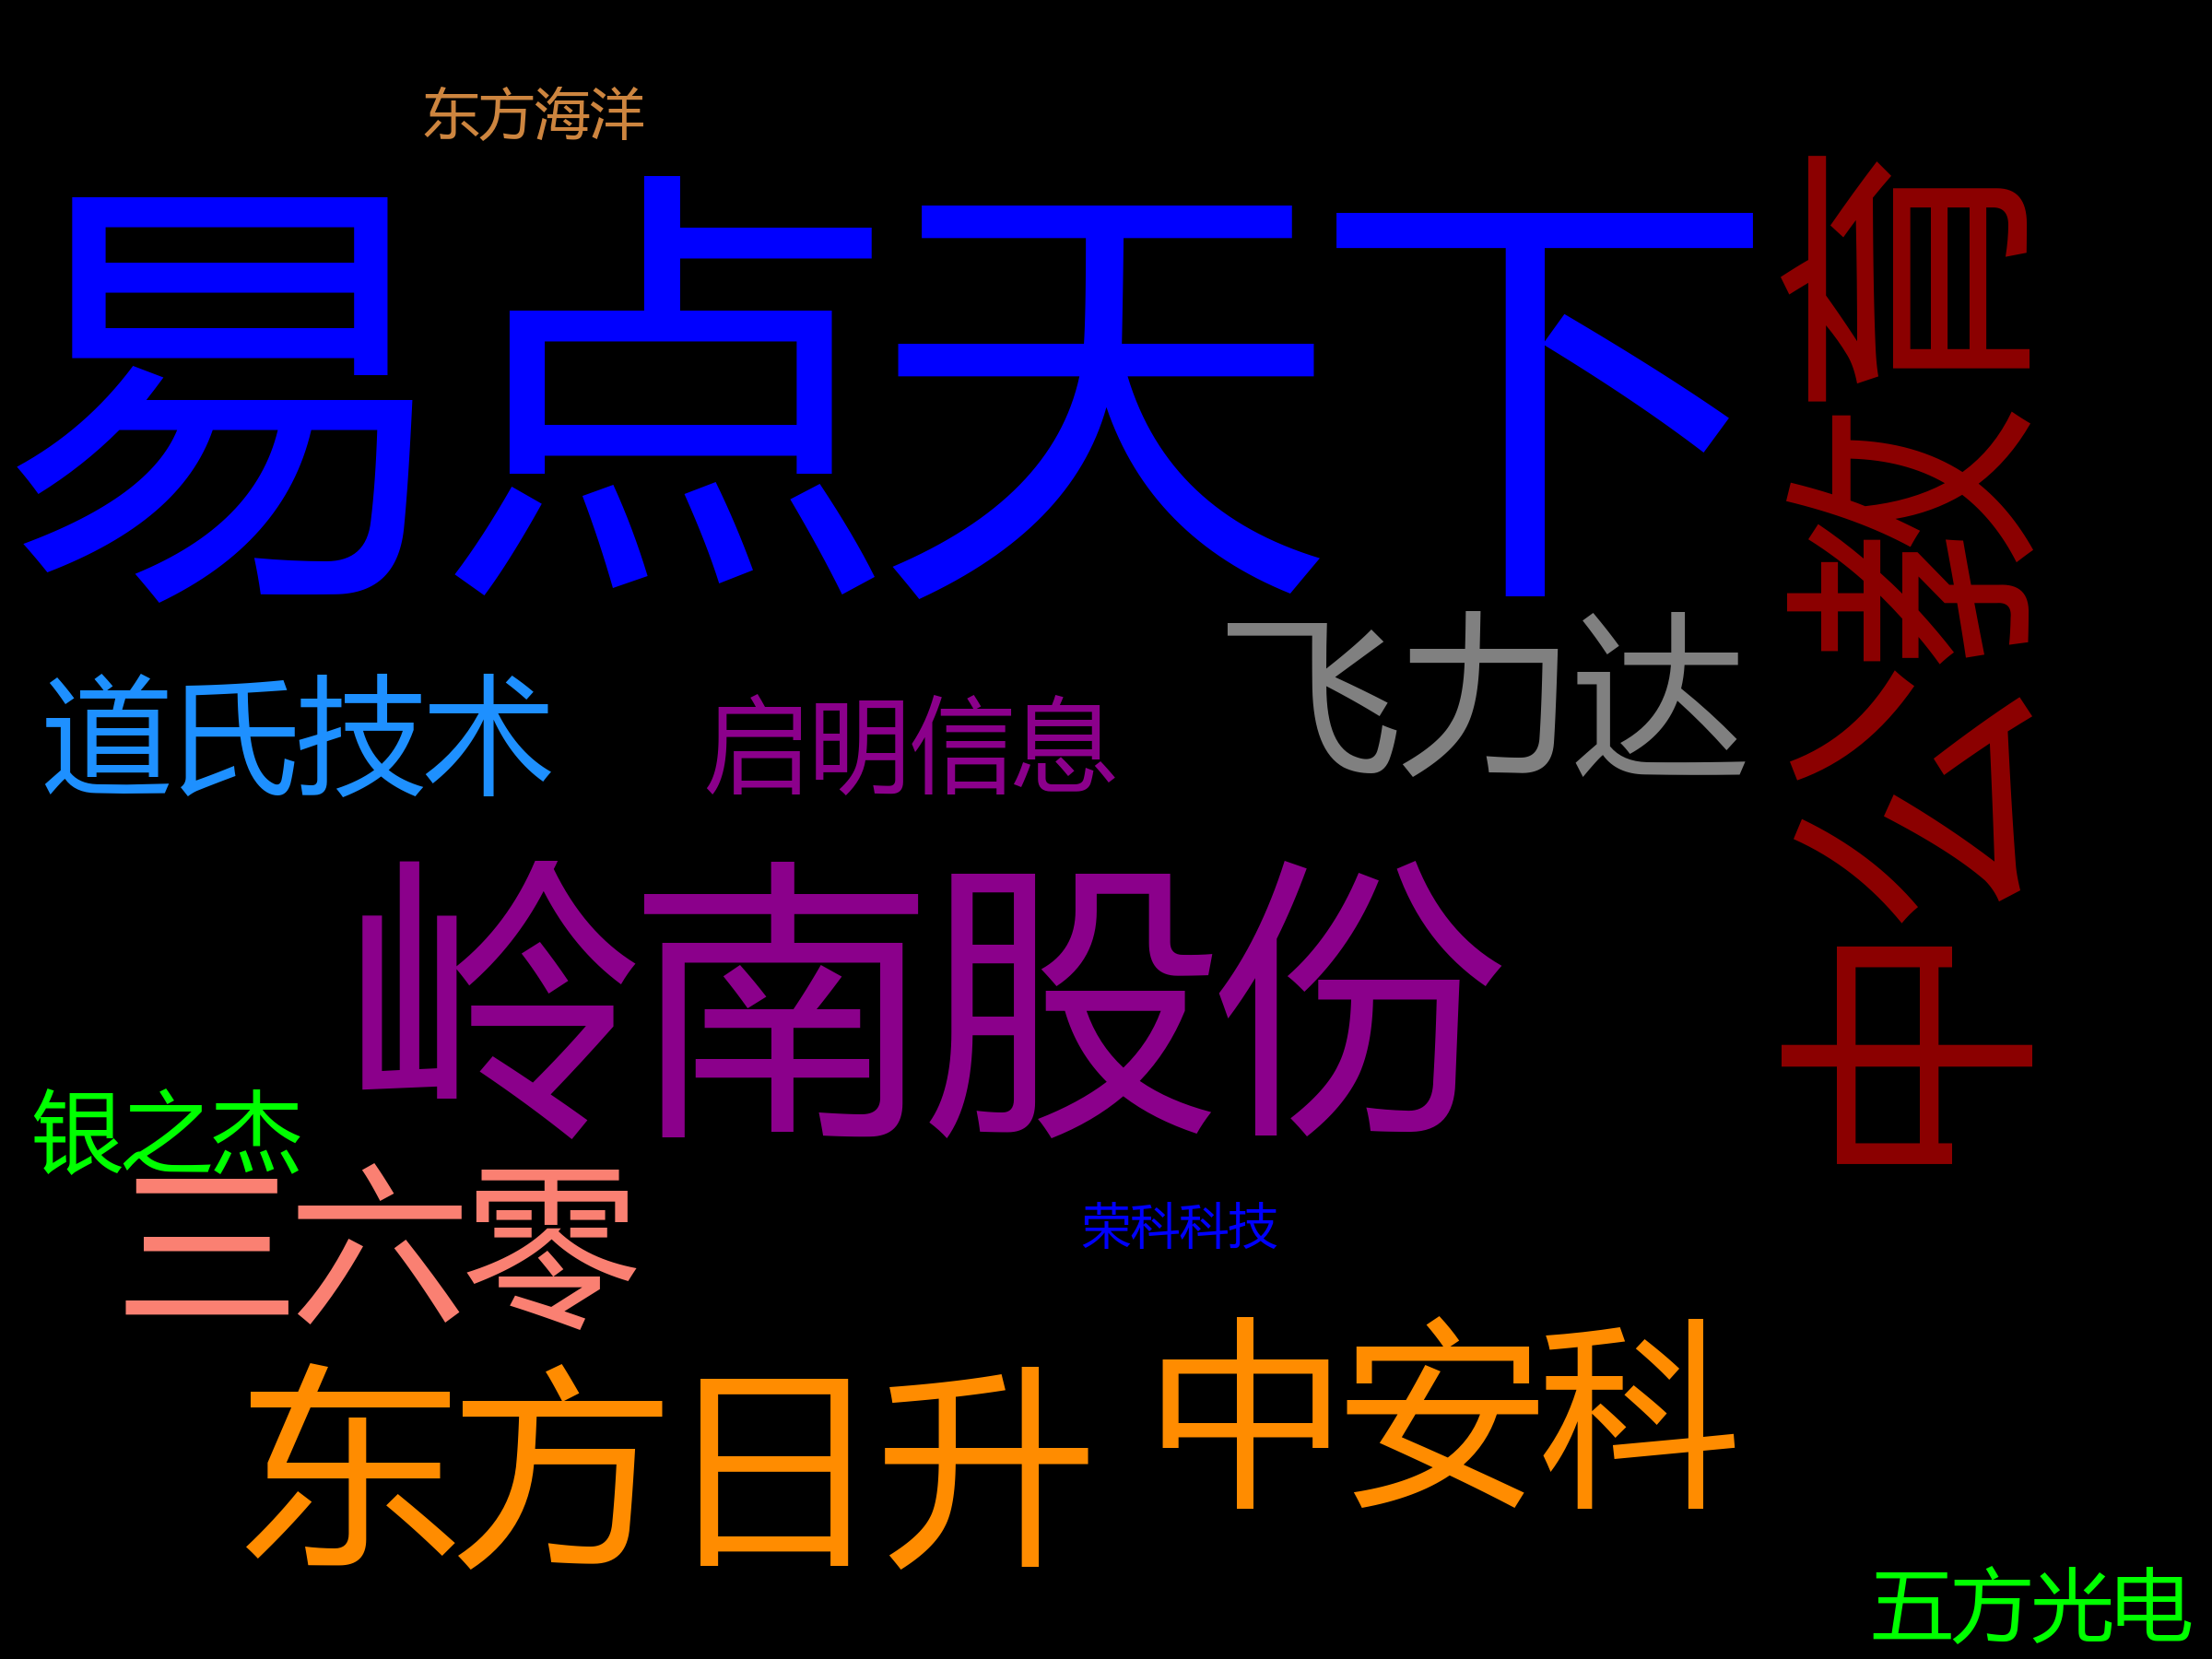 东方海洋
易点天下
中公教育
飞力达
道氏技术
启明信息
岭南股份
银之杰
三六零
荣科科技
中安科
东方日升
五方光电